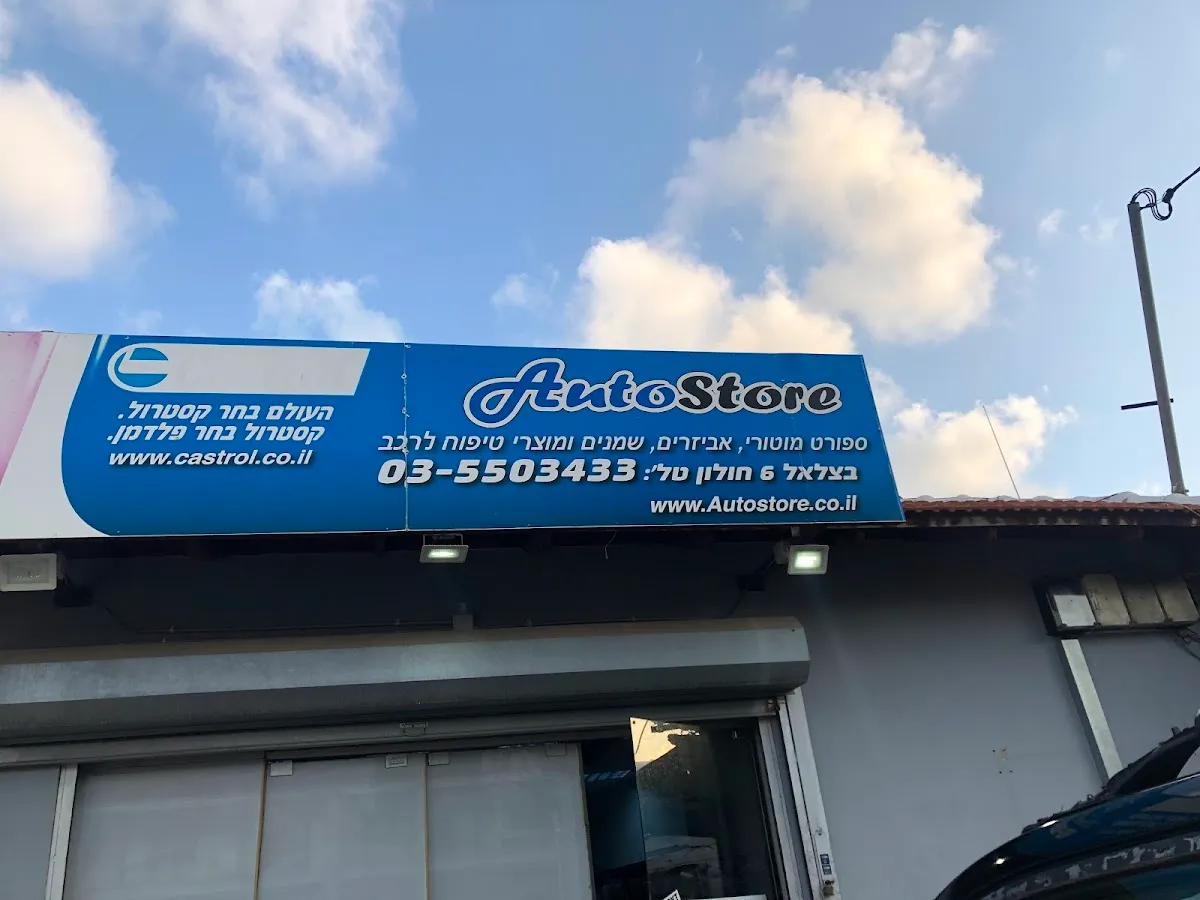 AutoStore
ספורט מוטורי, אביזרים, שמנים ומוצרי טיפוח לרכב
בצלאל 6 חולון טל': 03-5503433
www.Autostore.co.il
העולם בחר קסטרול.
קסטרול בחר פלדמן.
www.castrol.co.il